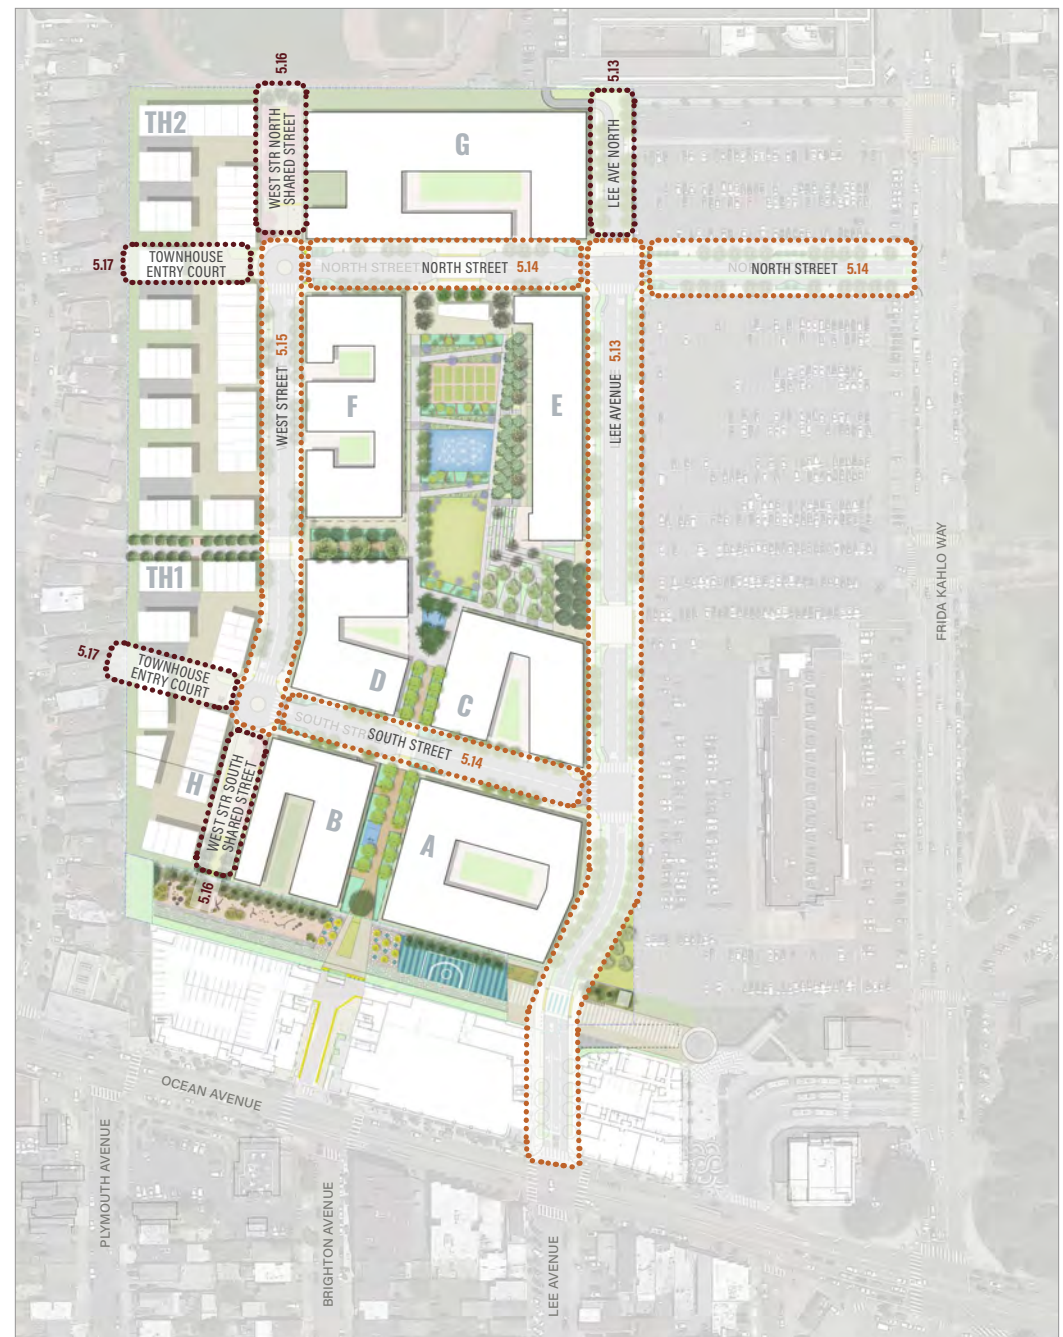 5.16
5.13
TH2
WEST STR NORTH
SHARED STREET
G
LEE AVE NORTH
5.17
TOWNHOUSE
ENTRY COURT
NORTH STREET
NORTH STREET 5.14
NO
NORTH STREET 5.14
WEST STREET 5.15
F
E
LEE AVENUE 5.13
TH1
FRIDA KAHLO WAY
5.17
TOWNHOUSE
ENTRY COURT
D
C
SOUTH STR
SOUTH STREET 5.14
H
WEST STR SOUTH
SHARED STREET
B
A
5.16
OCEAN AVENUE
PLYMOUTH AVENUE
BRIGHTON AVENUE
LEE AVENUE